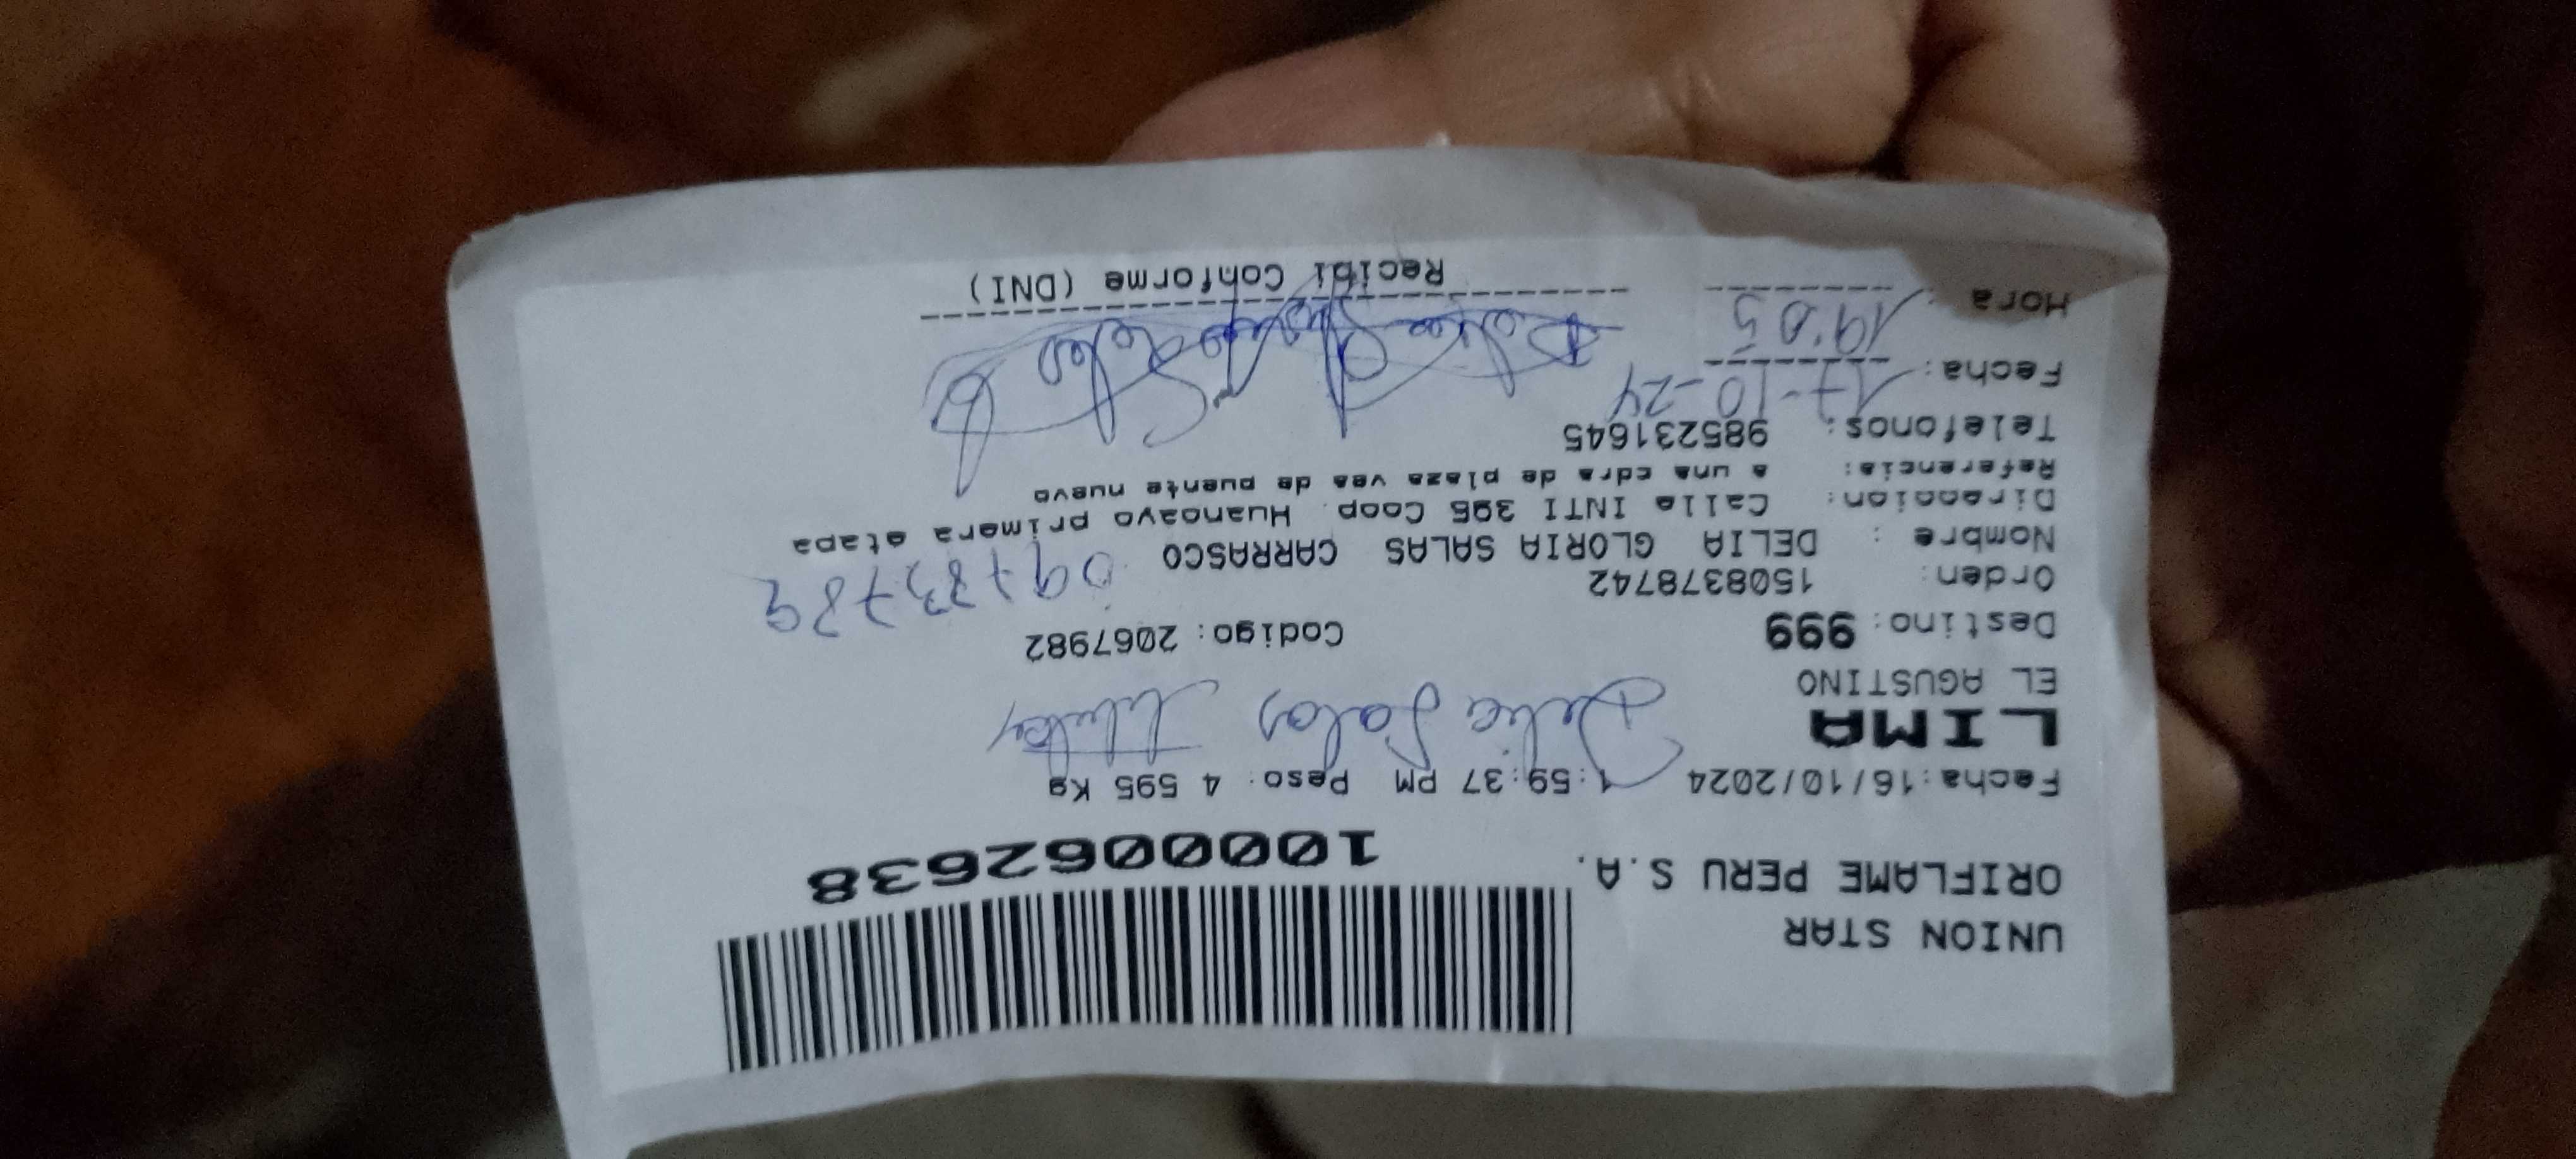 UNION STAR
ORIFLAME PERU S.A.
1000062638
Fecha:16/10/2024 1:59:37 PM Peso: 4 595 Kg
LIMA
Delia Salas
EL AGUSTINO
Destino: 999 Codigo: 2067982
Orden: 1508378742
Nombre : DELIA GLORIA SALAS CARRASCO
Direccion: Calle INTI 395 Coop. Huancayo primera etapa
Referencia: a una cdra de plaza vea de puente nuevo
Telefonos: 985231645
Fecha: 17-10-24
Hora : 19:05
Recibi Conforme (DNI)